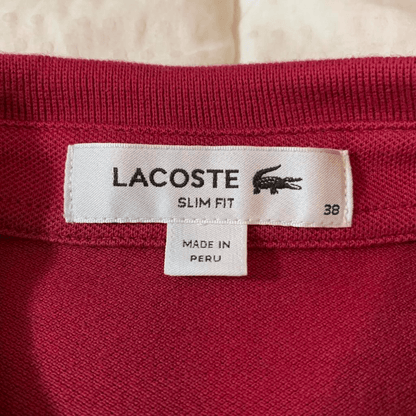 LACOSTE
SLIM FIT
38
MADE IN
PERU